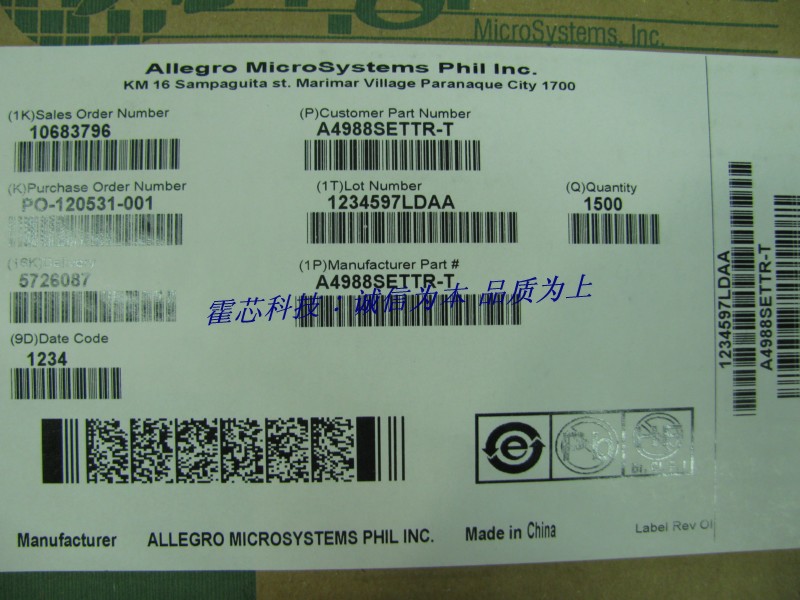 MicroSystems, Inc.
Allegro MicroSystems Phil Inc.
KM 16 Sampaguita st. Marimar Village Paranaque City 1700
(1K)Sales Order Number
10683796
(P)Customer Part Number
A4988SETTR-T
(K)Purchase Order Number
PO-120531-001
(1T)Lot Number
1234597LDAA
(Q)Quantity
1500
5726087
(1P)Manufacturer Part #
A4988SETTR-T
霍芯科技：诚信为本 品质为上
(9D)Date Code
1234
e
Manufacturer ALLEGRO MICROSYSTEMS PHIL INC. Made in China
Label Rev
1234597LDAA
A4988SETTR-T